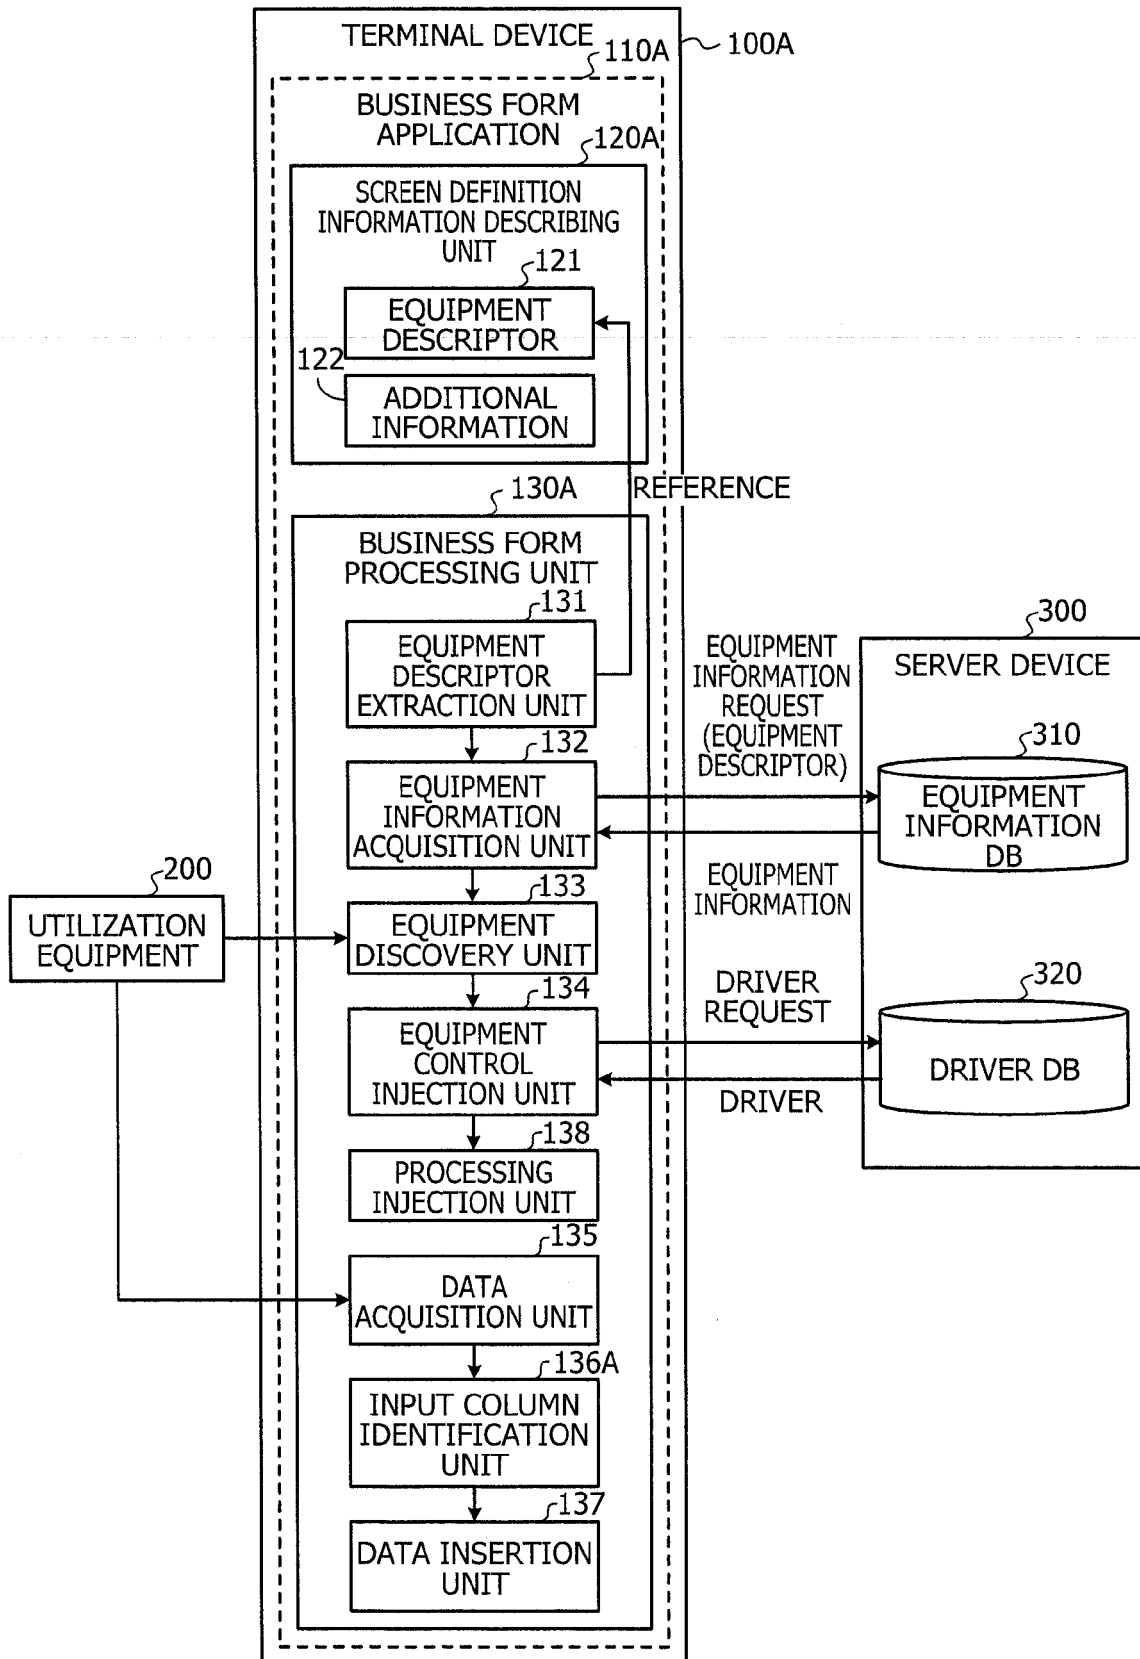 TERMINAL DEVICE
100A
110A
BUSINESS FORM
APPLICATION
120A
SCREEN DEFINITION
INFORMATION DESCRIBING
UNIT
121
EQUIPMENT
DESCRIPTOR
122
ADDITIONAL
INFORMATION
REFERENCE
130A
BUSINESS FORM
PROCESSING UNIT
131
EQUIPMENT
DESCRIPTOR
EXTRACTION UNIT
132
EQUIPMENT
INFORMATION
ACQUISITION UNIT
133
EQUIPMENT
DISCOVERY UNIT
134
EQUIPMENT
CONTROL
INJECTION UNIT
138
PROCESSING
INJECTION UNIT
135
DATA
ACQUISITION UNIT
136A
INPUT COLUMN
IDENTIFICATION
UNIT
137
DATA INSERTION
UNIT
200
UTILIZATION
EQUIPMENT
EQUIPMENT
INFORMATION
REQUEST
(EQUIPMENT
DESCRIPTOR)
EQUIPMENT
INFORMATION
DRIVER
REQUEST
DRIVER
300
SERVER DEVICE
310
EQUIPMENT
INFORMATION
DB
320
DRIVER DB